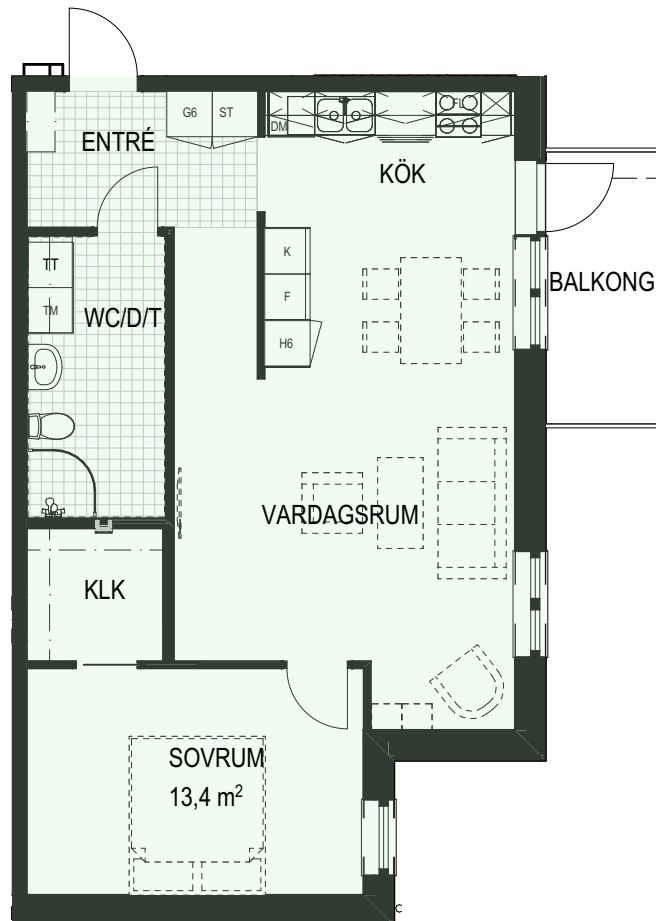 G6
ST
DM
FL
ENTRÉ
KÖK
K
F
H6
TT
TM
WC/D/T
BALKONG
VARDAGSRUM
KLK
SOVRUM
13,4 m²